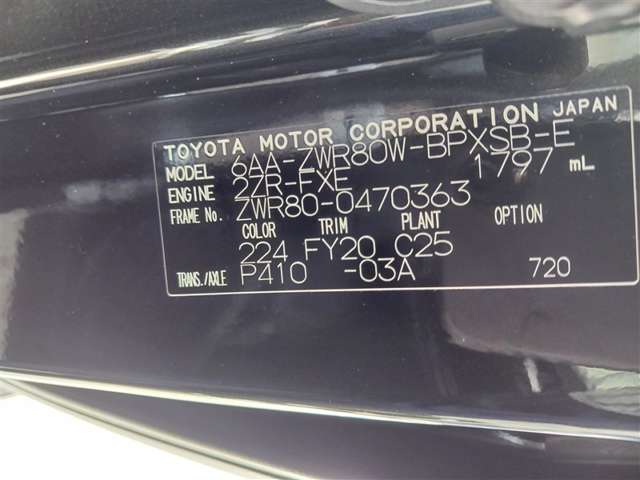 TOYOTA MOTOR CORPORATION JAPAN
MODEL 6AA-ZWR80W-BPXSB-E
ENGINE 2ZR-FXE 1797 mL
FRAME No. ZWR80-0470363
COLOR TRIM PLANT OPTION
224 FY20 C25
TRANS./AXLE P410 -03A 720